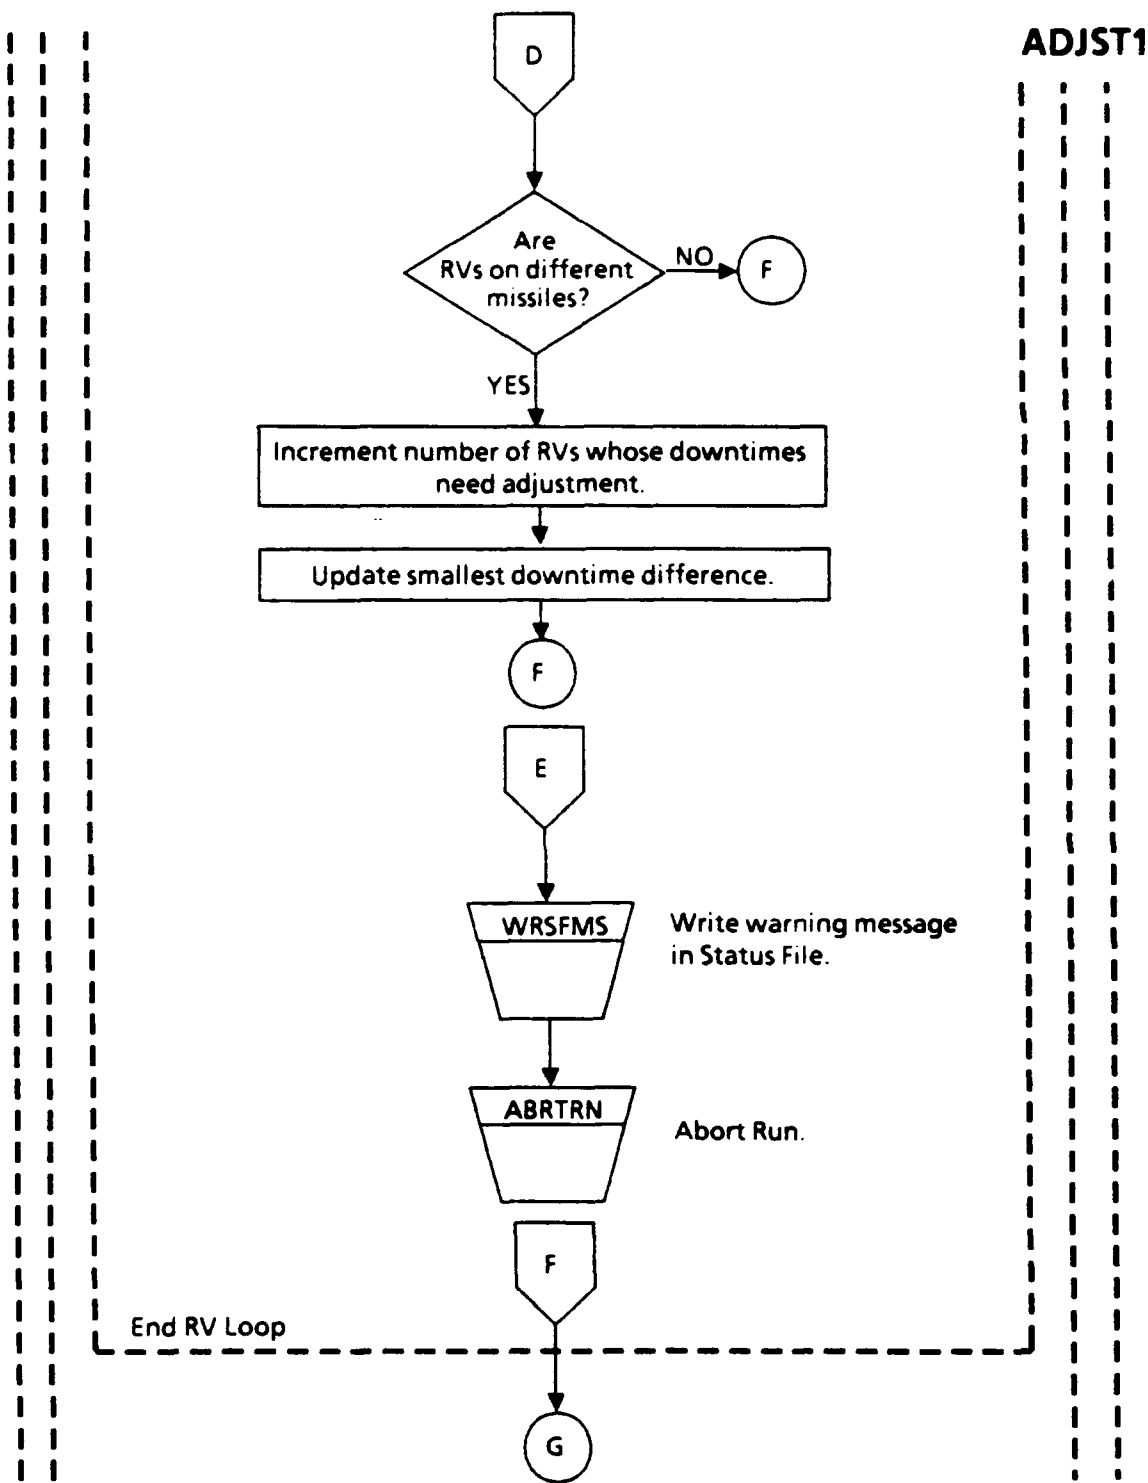 ADJST1
D
Are
RVs on different
missiles?
NO
F
YES
Increment number of RVs whose downtimes
need adjustment.
Update smallest downtime difference.
F
E
WRSFMS
Write warning message
in Status File.
ABRTRN
Abort Run.
F
End RV Loop
G